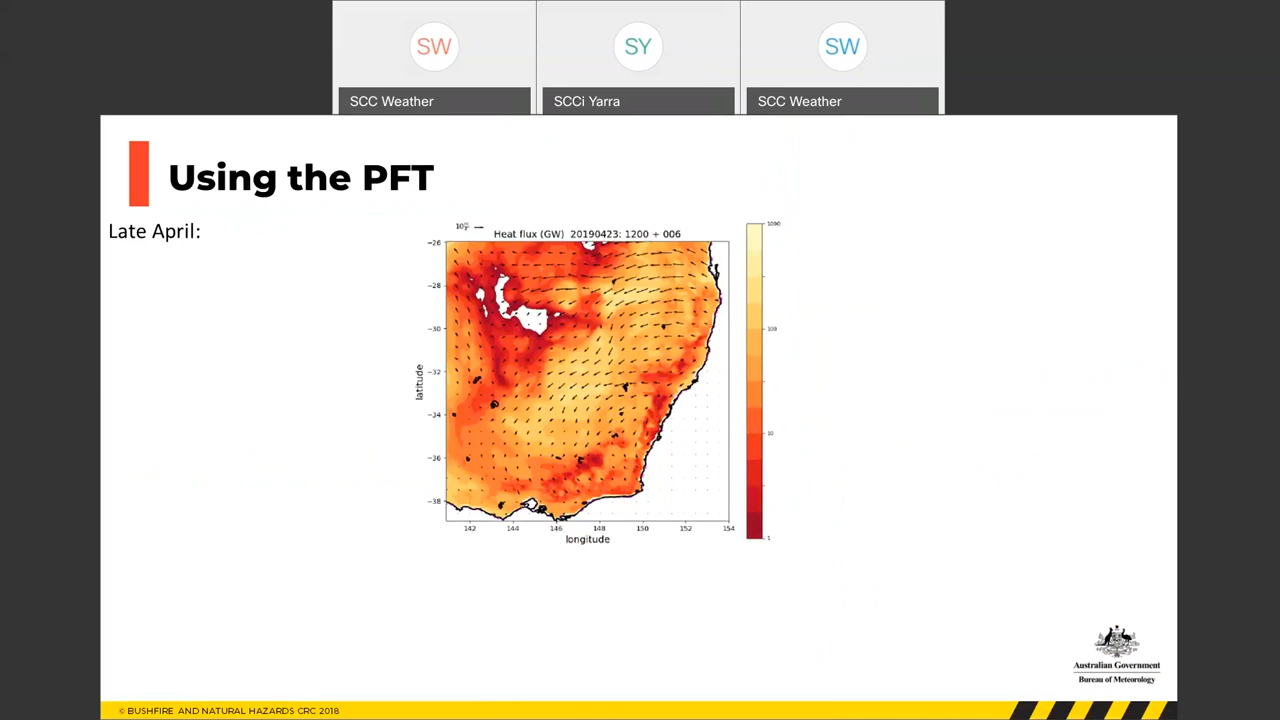 SW
SY
SW
SCC Weather
SCCi Yarra
SCC Weather
Using the PFT
Late April:
Heat flux (GW) 20190423: 1200 + 006
latitude
−26
−28
−30
−32
−34
−36
−38
142 144 146 148 150 152 154
longitude
1000
100
10
1
Australian Government
Bureau of Meteorology
© BUSHFIRE AND NATURAL HAZARDS CRC 2018